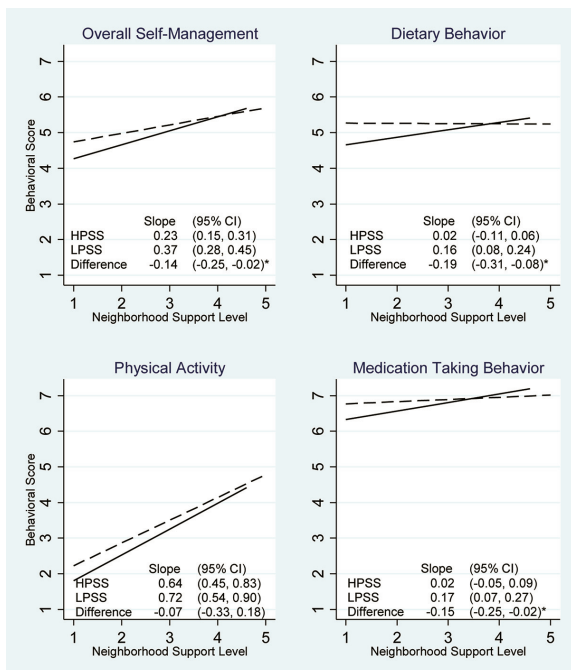 Overall Self-Management
7
6
5
4
3
2
1
Behavioral Score
Slope (95% CI)
HPSS 0.23 (0.15, 0.31)
LPSS 0.37 (0.28, 0.45)
Difference -0.14 (-0.25, -0.02)*
1 2 3 4 5
Neighborhood Support Level
Dietary Behavior
7
6
5
4
3
2
1
Slope (95% CI)
HPSS 0.02 (-0.11, 0.06)
LPSS 0.16 (0.08, 0.24)
Difference -0.19 (-0.31, -0.08)*
1 2 3 4 5
Neighborhood Support Level
Physical Activity
7
6
5
4
3
2
1
Behavioral Score
Slope (95% CI)
HPSS 0.64 (0.45, 0.83)
LPSS 0.72 (0.54, 0.90)
Difference -0.07 (-0.33, 0.18)
1 2 3 4 5
Neighborhood Support Level
Medication Taking Behavior
7
6
5
4
3
2
1
Slope (95% CI)
HPSS 0.02 (-0.05, 0.09)
LPSS 0.17 (0.07, 0.27)
Difference -0.15 (-0.25, -0.02)*
1 2 3 4 5
Neighborhood Support Level